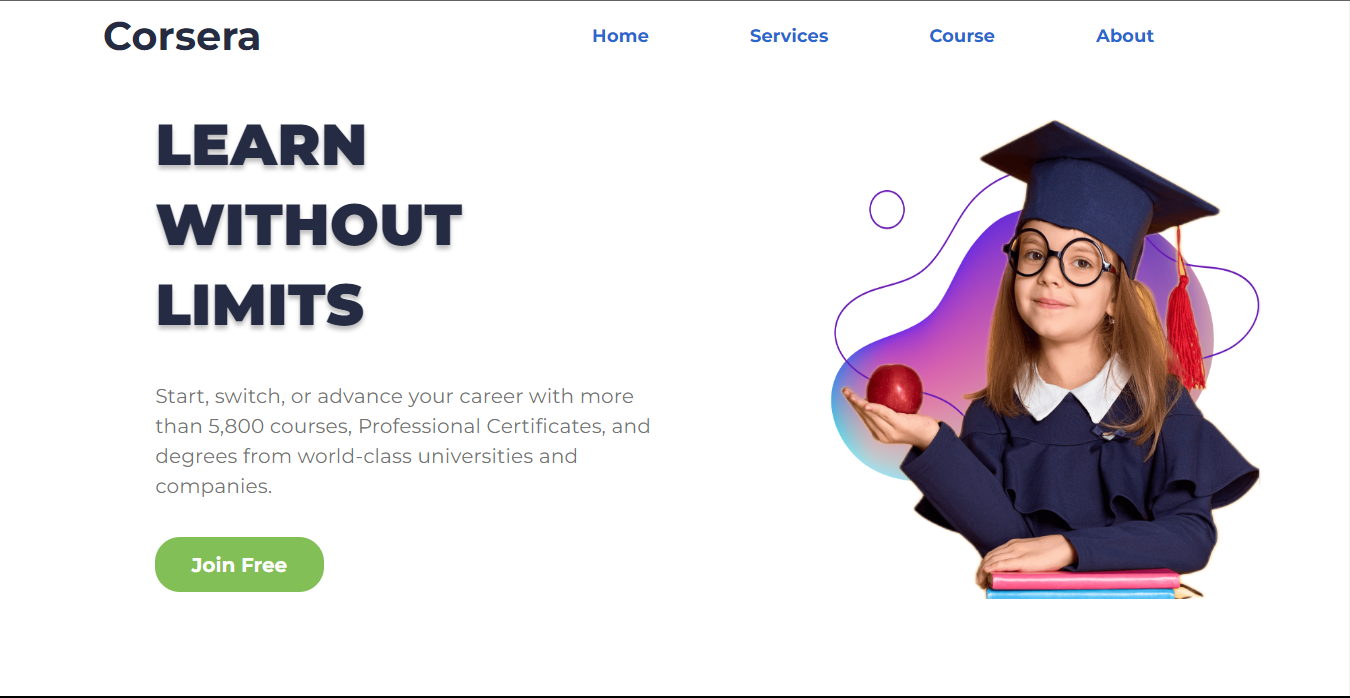 Corsera
Home Services Course About
LEARN
WITHOUT
LIMITS
Start, switch, or advance your career with more
than 5,800 courses, Professional Certificates, and
degrees from world-class universities and
companies.
Join Free